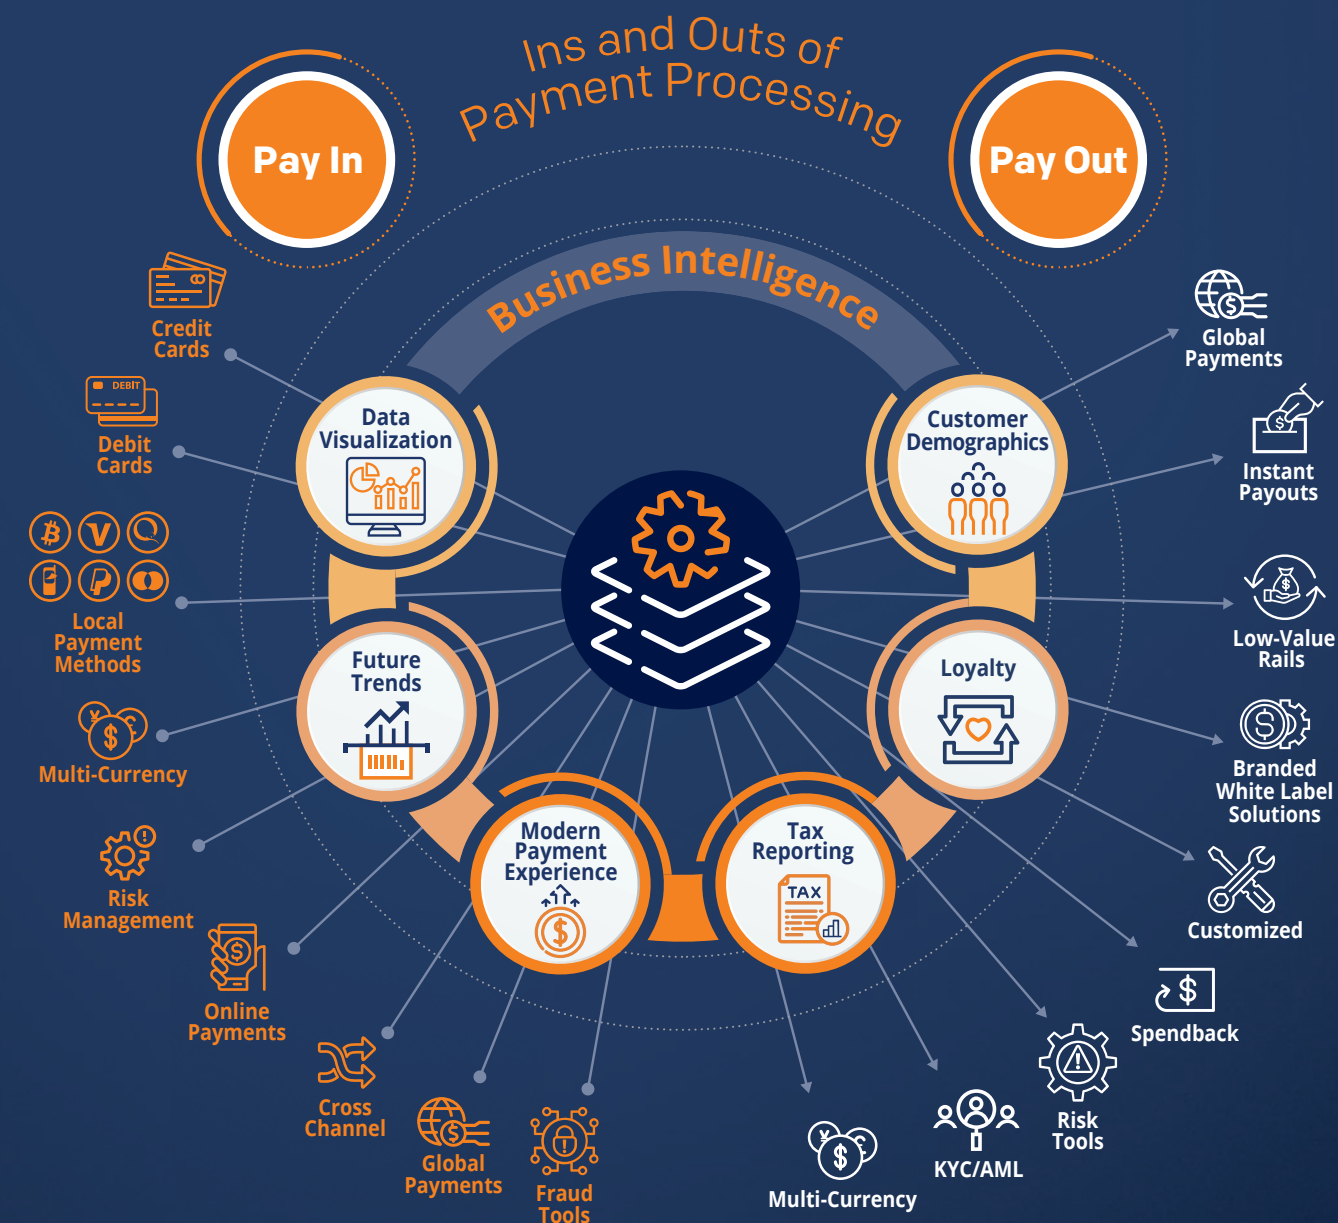 Ins and Outs of
Payment Processing
Pay In
Pay Out
Business Intelligence
Credit
Cards
DEBIT
Debit
Cards
Local
Payment
Methods
Multi-Currency
Risk
Management
Online
Payments
Cross
Channel
Global
Payments
Fraud
Tools
Data
Visualization
Future
Trends
Modern
Payment
Experience
Tax
Reporting
TAX
Loyalty
Customer
Demographics
Global
Payments
Instant
Payouts
Low-Value
Rails
Branded
White Label
Solutions
Customized
Spendback
Risk
Tools
KYC/AML
Multi-Currency